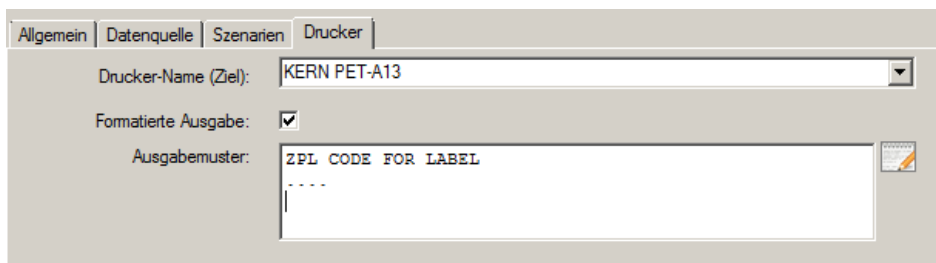 Allgemein Datenquelle Szenarien Drucker
Drucker-Name (Ziel): KERN PET-A13
Formatierte Ausgabe:
Ausgabemuster: ZPL CODE FOR LABEL
----